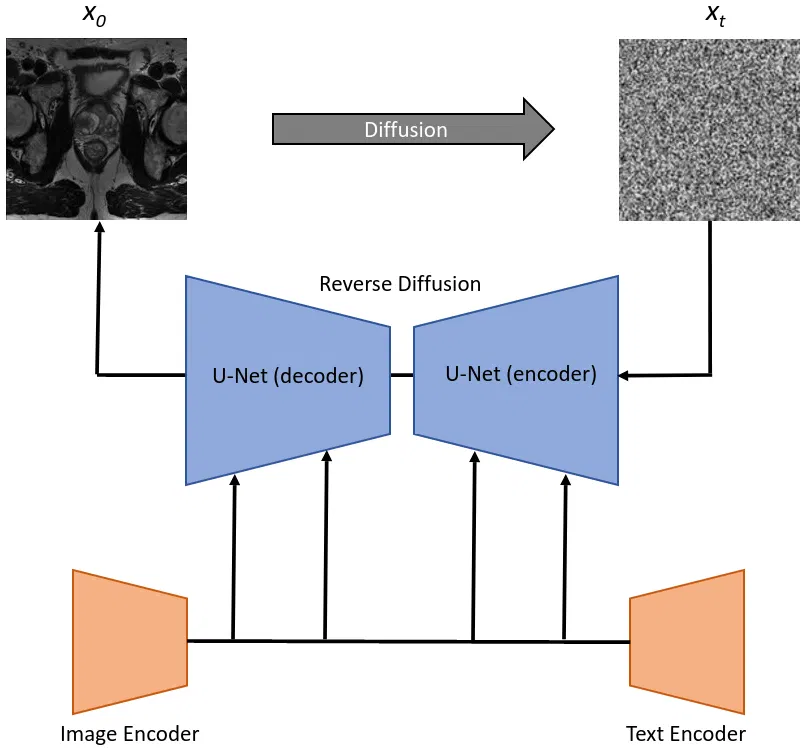 x0
xt
Diffusion
Reverse Diffusion
U-Net (decoder)
U-Net (encoder)
Image Encoder
Text Encoder